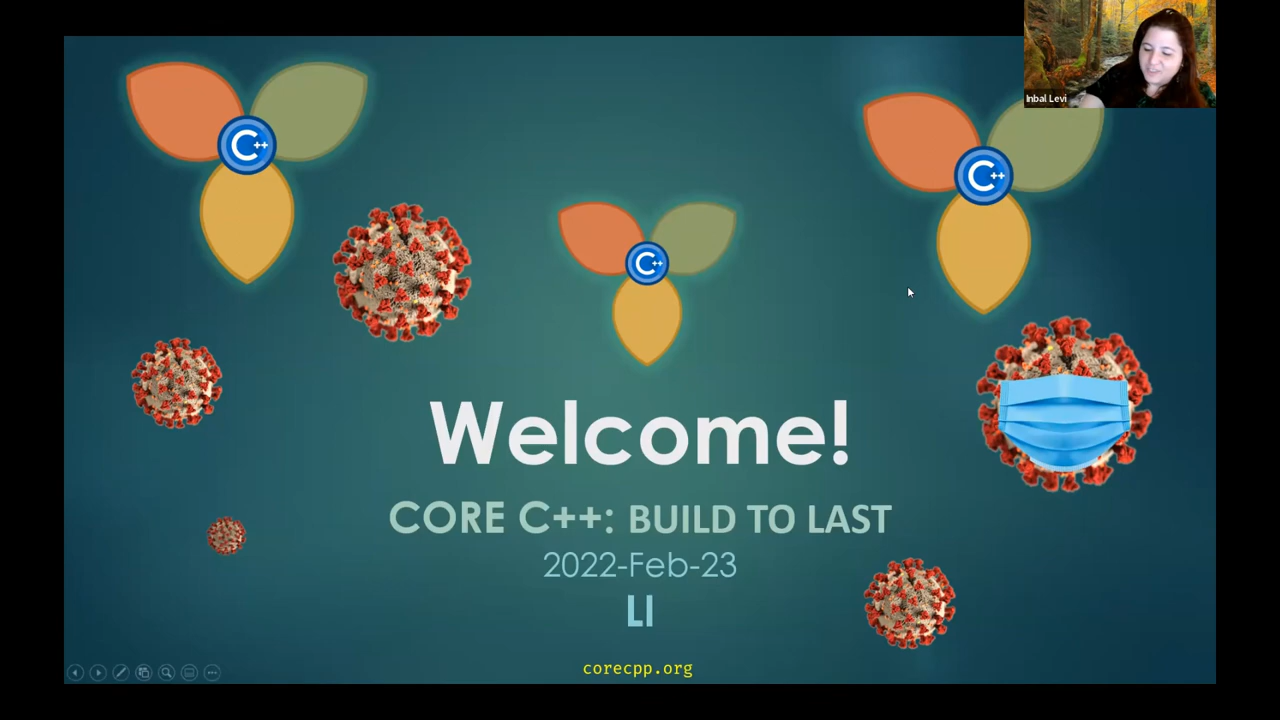 Inbal Levi
C++
C++
C++
Welcome!
CORE C++: BUILD TO LAST
2022-Feb-23
LI
corecpp.org